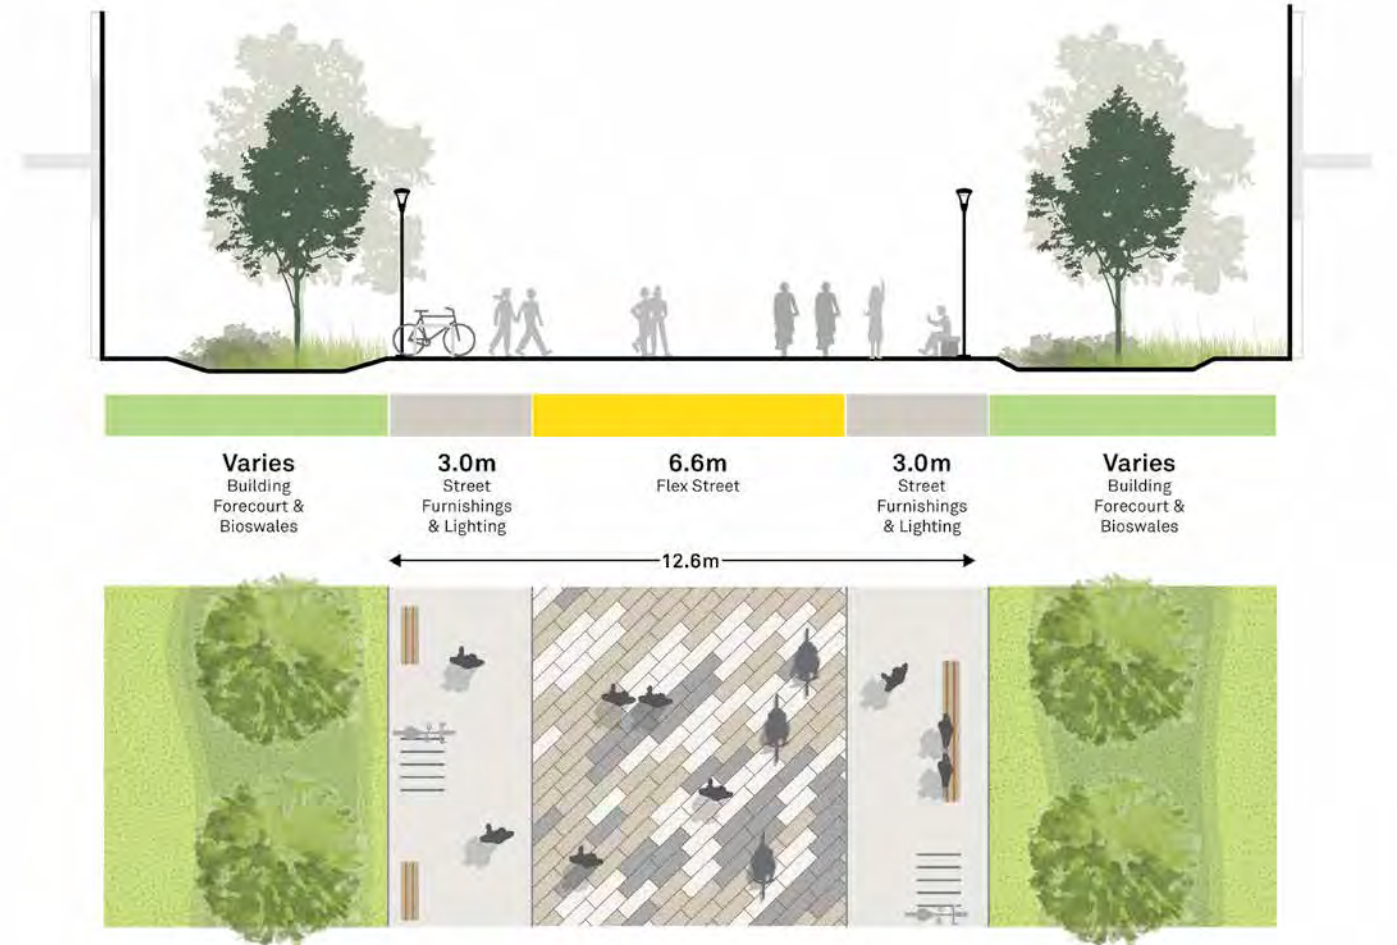 Varies
Building
Forecourt &
Bioswales
3.0m
Street
Furnishings
& Lighting
6.6m
Flex Street
3.0m
Street
Furnishings
& Lighting
Varies
Building
Forecourt &
Bioswales
12.6m